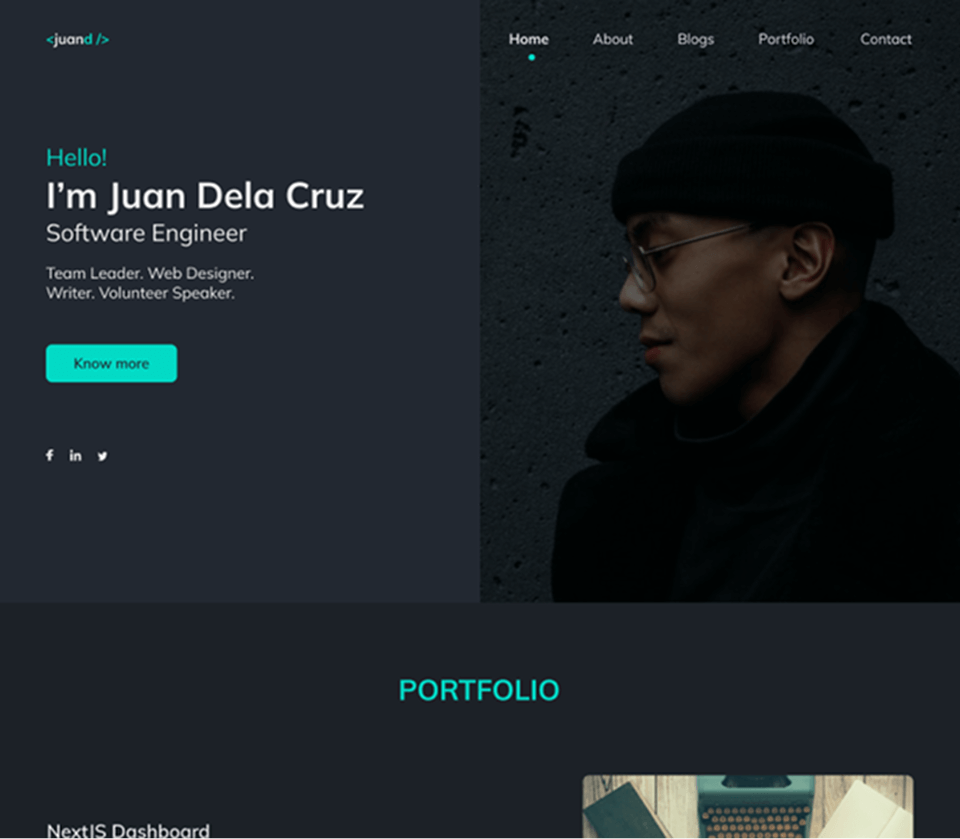 <juand />
Home About Blogs Portfolio Contact
Hello!
I’m Juan Dela Cruz
Software Engineer
Team Leader. Web Designer.
Writer. Volunteer Speaker.
Know more
PORTFOLIO
NextJS Dashboard